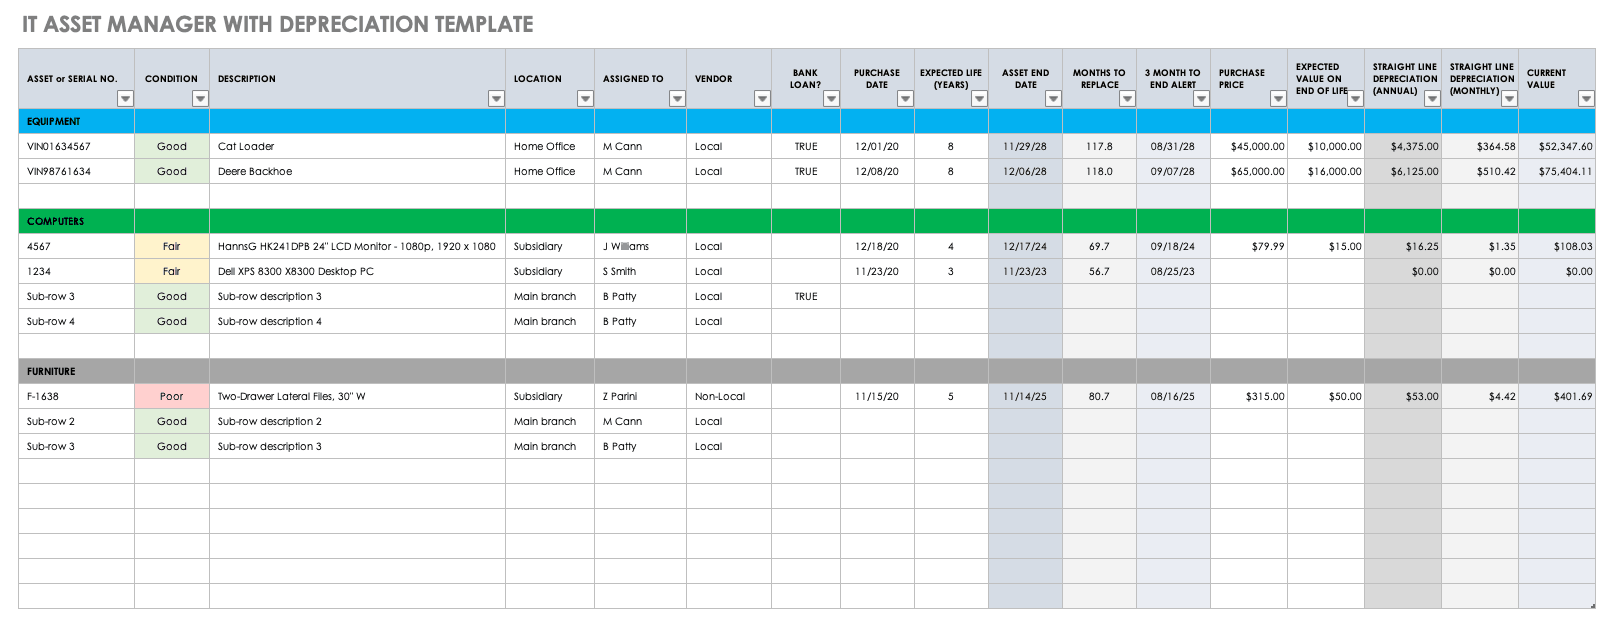 IT ASSET MANAGER WITH DEPRECIATION TEMPLATE
ASSET or SERIAL NO. CONDITION DESCRIPTION LOCATION ASSIGNED TO VENDOR BANK LOAN? PURCHASE DATE EXPECTED LIFE (YEARS) ASSET END DATE MONTHS TO REPLACE 3 MONTH TO END ALERT PURCHASE PRICE EXPECTED VALUE ON END OF LIFE STRAIGHT LINE DEPRECIATION (ANNUAL) STRAIGHT LINE DEPRECIATION (MONTHLY) CURRENT VALUE
EQUIPMENT
VIN01634567 Good Cat Loader Home Office M Cann Local TRUE 12/01/20 8 11/29/28 117.8 08/31/28 $45,000.00 $10,000.00 $4,375.00 $364.58 $52,347.60
VIN98761634 Good Deere Backhoe Home Office M Cann Local TRUE 12/08/20 8 12/06/28 118.0 09/07/28 $65,000.00 $16,000.00 $6,125.00 $510.42 $75,404.11
COMPUTERS
4567 Fair HannsG HK241DPB 24" LCD Monitor - 1080p, 1920 x 1080 Subsidiary J Williams Local 12/18/20 4 12/17/24 69.7 09/18/24 $79.99 $15.00 $16.25 $1.35 $108.03
1234 Fair Dell XPS 8300 X8300 Desktop PC Subsidiary S Smith Local 11/23/20 3 11/23/23 56.7 08/25/23 $0.00 $0.00 $0.00
Sub-row 3 Good Sub-row description 3 Main branch B Patty Local TRUE
Sub-row 4 Good Sub-row description 4 Main branch B Patty Local
FURNITURE
F-1638 Poor Two-Drawer Lateral Files, 30" W Subsidiary Z Parini Non-Local 11/15/20 5 11/14/25 80.7 08/16/25 $315.00 $50.00 $53.00 $4.42 $401.69
Sub-row 2 Good Sub-row description 2 Main branch M Cann Local
Sub-row 3 Good Sub-row description 3 Main branch B Patty Local